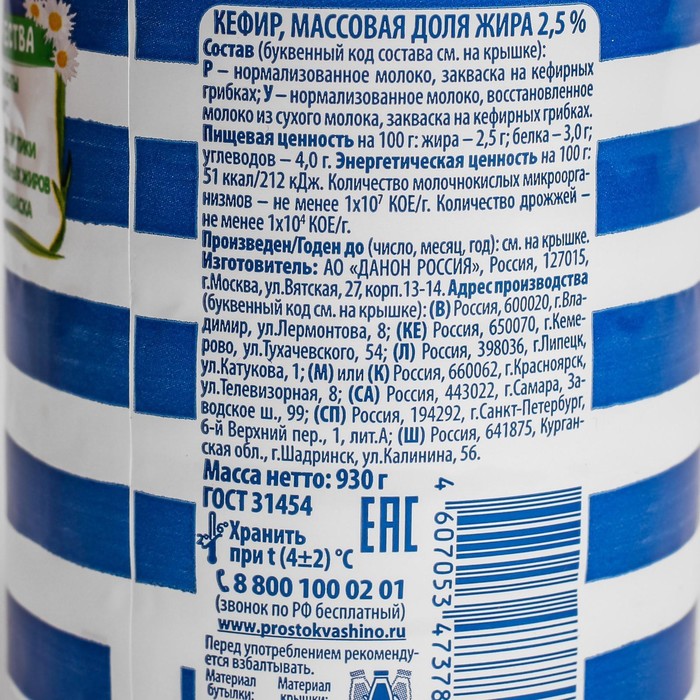 КЕФИР, МАССОВАЯ ДОЛЯ ЖИРА 2,5 %
Состав (буквенный код состава см. на крышке):
Р – нормализованное молоко, закваска на кефирных
грибках; У – нормализованное молоко, восстановленное
молоко из сухого молока, закваска на кефирных грибках.
Пищевая ценность на 100 г: жира – 2,5 г; белка – 3,0 г;
углеводов – 4,0 г. Энергетическая ценность на 100 г:
51 ккал/212 кДж. Количество молочнокислых микроорга-
низмов – не менее 1х10⁷ КОЕ/г. Количество дрожжей –
не менее 1х10⁴ КОЕ/г.
Произведен/Годен до (число, месяц, год): см. на крышке.
Изготовитель: АО «ДАНОН РОССИЯ», Россия, 127015,
г.Москва, ул.Вятская, 27, корп.13-14. Адрес производства
(буквенный код см. на крышке): (В) Россия, 600020, г.Вла-
димир, ул.Лермонтова, 8; (КЕ) Россия, 650070, г.Кеме-
рово, ул.Тухачевского, 54; (Л) Россия, 398036, г.Липецк,
ул.Катукова, 1; (М) или (К) Россия, 660062, г.Красноярск,
ул.Телевизорная, 8; (СА) Россия, 443022, г.Самара, За-
водское ш., 99; (СП) Россия, 194292, г.Санкт-Петербург,
6-й Верхний пер., 1, лит.А; (Ш) Россия, 641875, Курган-
ская обл., г.Шадринск, ул.Калинина, 56.
Масса нетто: 930 г
ГОСТ 31454
EAC
2° 6° Хранить
при t (4±2) °С
8 800 100 02 01
(звонок по РФ бесплатный)
www.prostokvashino.ru
Перед употреблением рекоменду-
ется взбалтывать.
Материал Материал
бутылки: крышки:
4 607053 47378